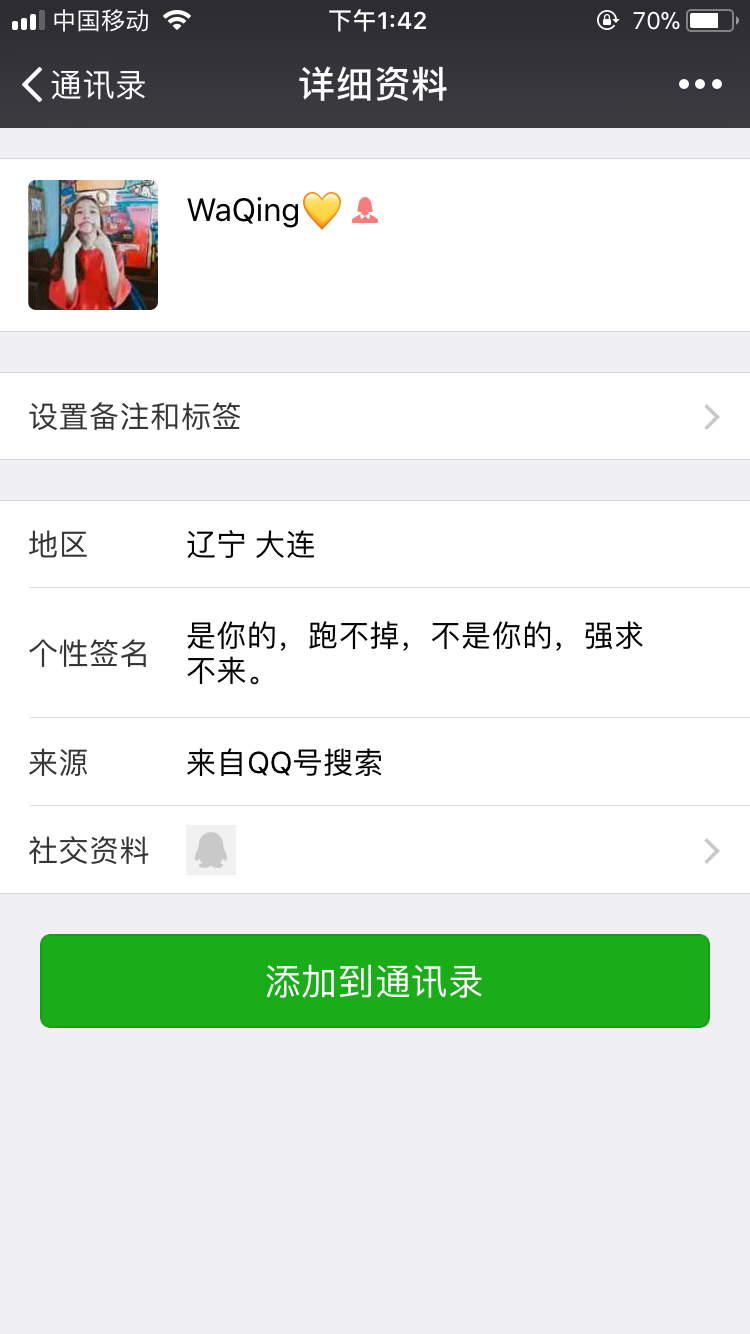 中国移动 下午1:42 70%
通讯录 详细资料
WaQing💛
设置备注和标签
地区 辽宁 大连
个性签名 是你的，跑不掉，不是你的，强求
不来。
来源 来自QQ号搜索
社交资料
添加到通讯录